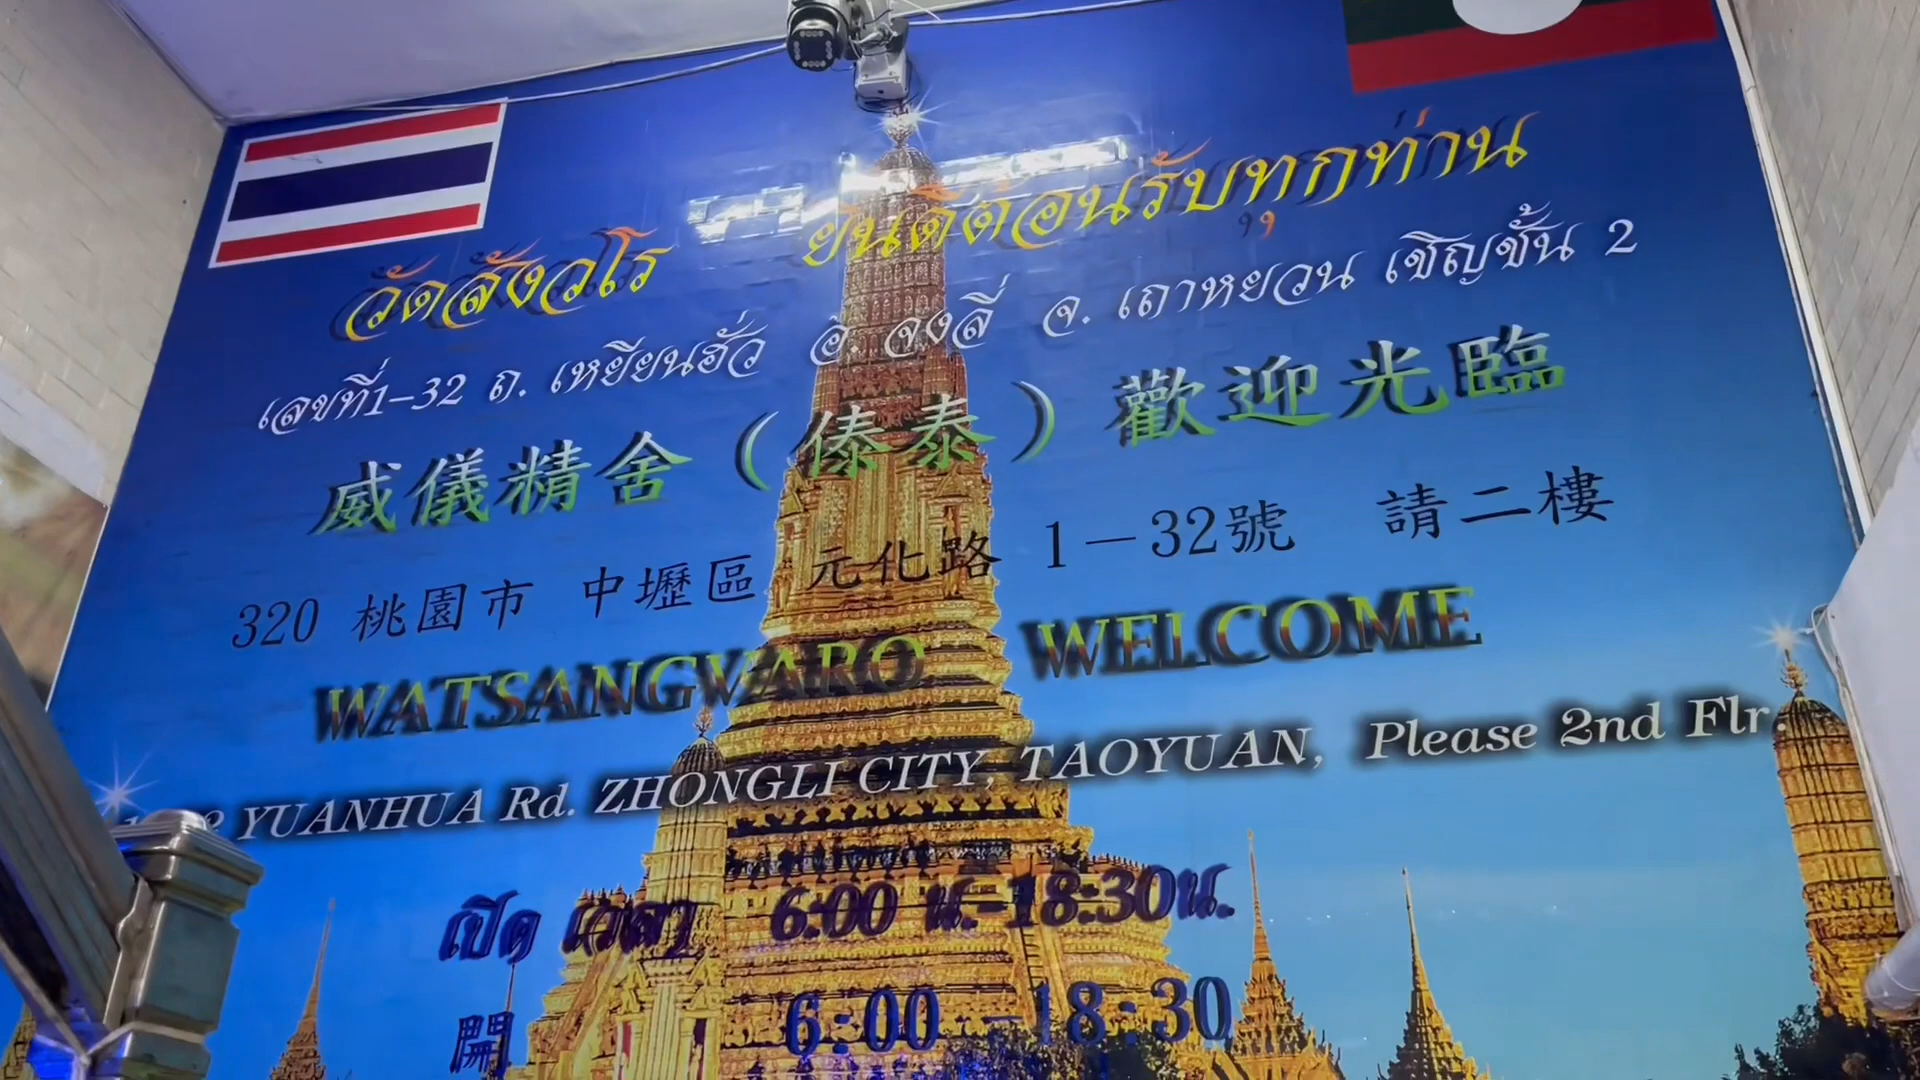 วัดสังวโร ยินดีต้อนรับทุกท่าน
เลขที่1-32 ถ. เหยียนฮั่ว อ. จงลี่ จ. เถาหยวน เชิญชั้น 2
威儀精舍（傣泰）歡迎光臨
320 桃園市 中壢區 元化路 1－32號 請二樓
WATSANGVARO WELCOME
YUANHUA Rd. ZHONGLI CITY, TAOYUAN, Please 2nd Flr.
เปิด เวลา 6:00 น.-18:30น.
開 6:00 -18:30